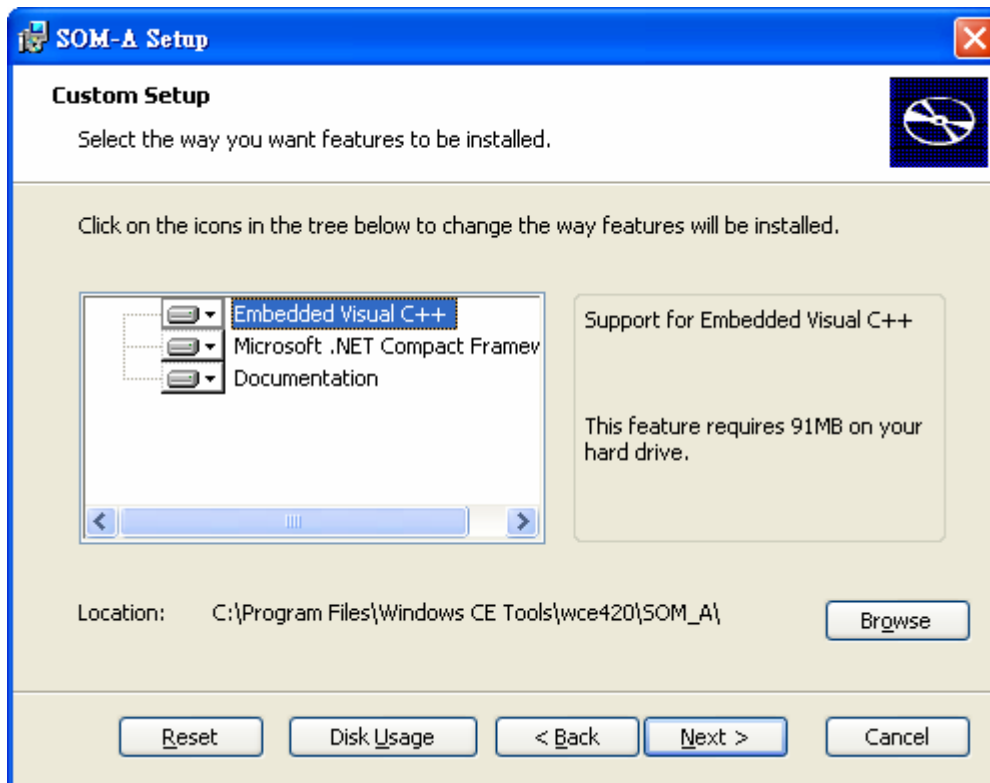 SOM-A Setup
Custom Setup
Select the way you want features to be installed.
Click on the icons in the tree below to change the way features will be installed.
Embedded Visual C++
Microsoft .NET Compact Framew
Documentation
Support for Embedded Visual C++
This feature requires 91MB on your
hard drive.
Location: C:\Program Files\Windows CE Tools\wce420\SOM_A\
Browse
Reset Disk Usage < Back Next > Cancel